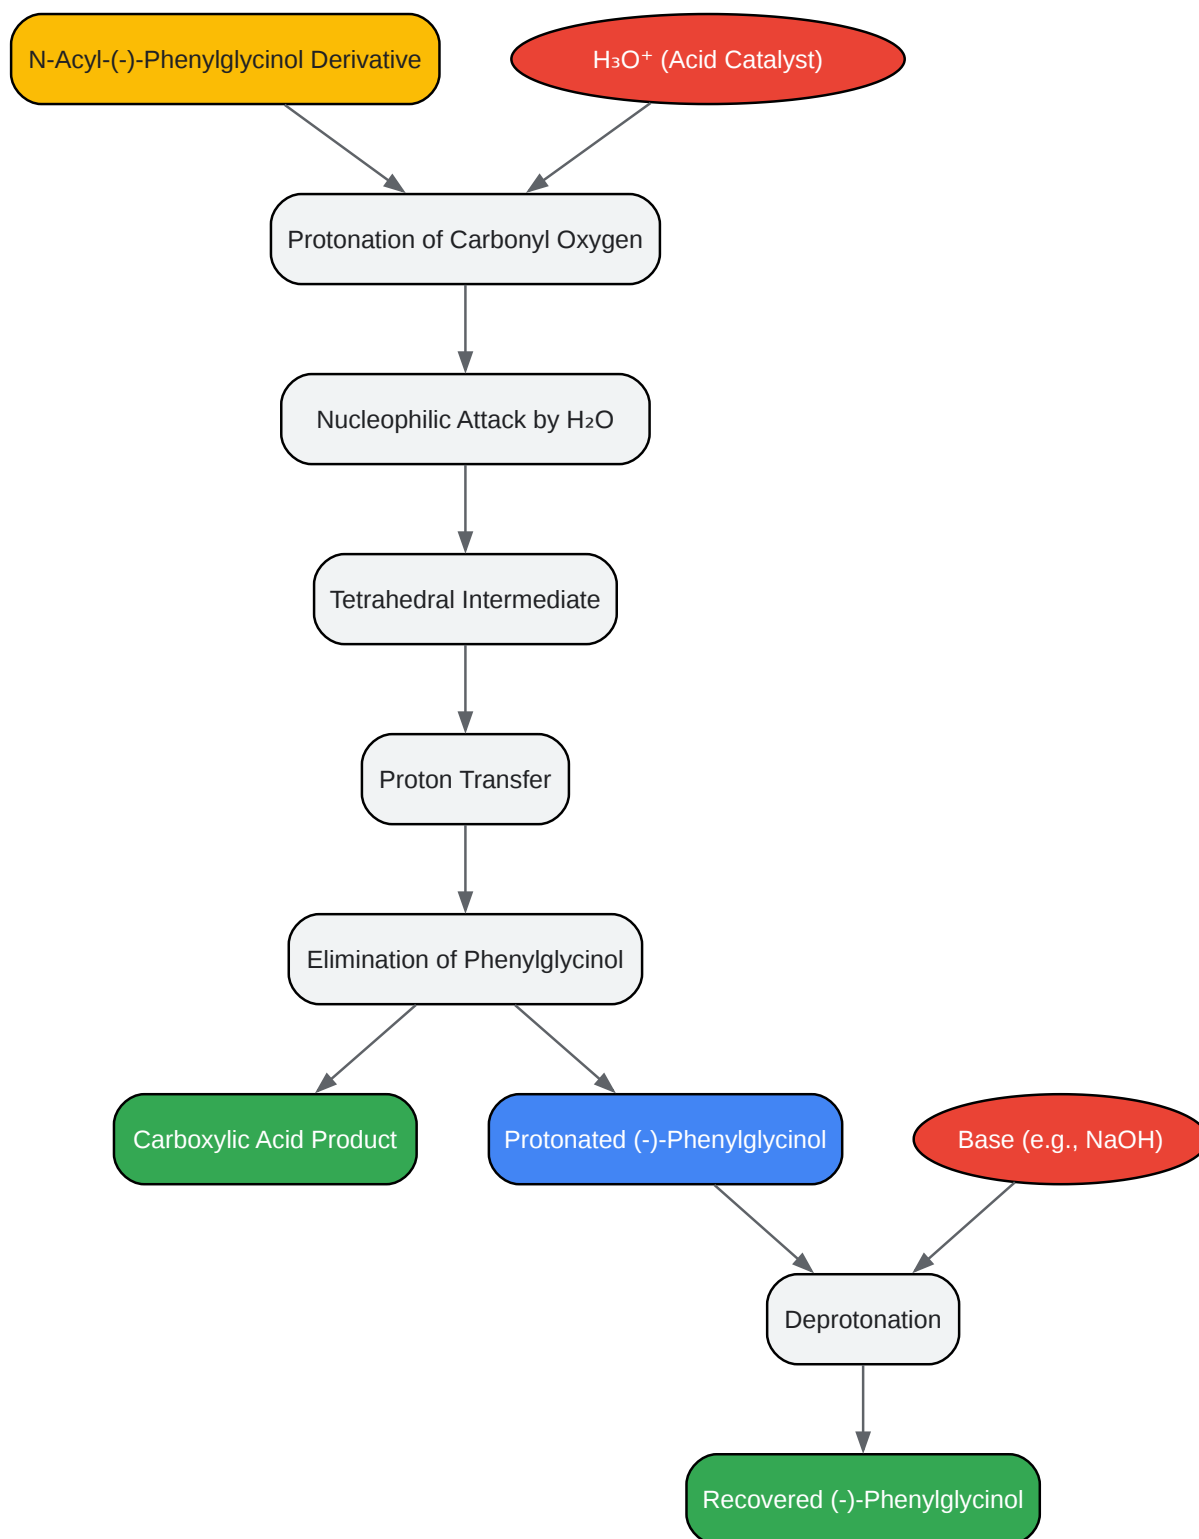 N-Acyl-(-)-Phenylglycinol Derivative
H₃O⁺ (Acid Catalyst)
Protonation of Carbonyl Oxygen
Nucleophilic Attack by H₂O
Tetrahedral Intermediate
Proton Transfer
Elimination of Phenylglycinol
Carboxylic Acid Product
Protonated (-)-Phenylglycinol
Base (e.g., NaOH)
Deprotonation
Recovered (-)-Phenylglycinol